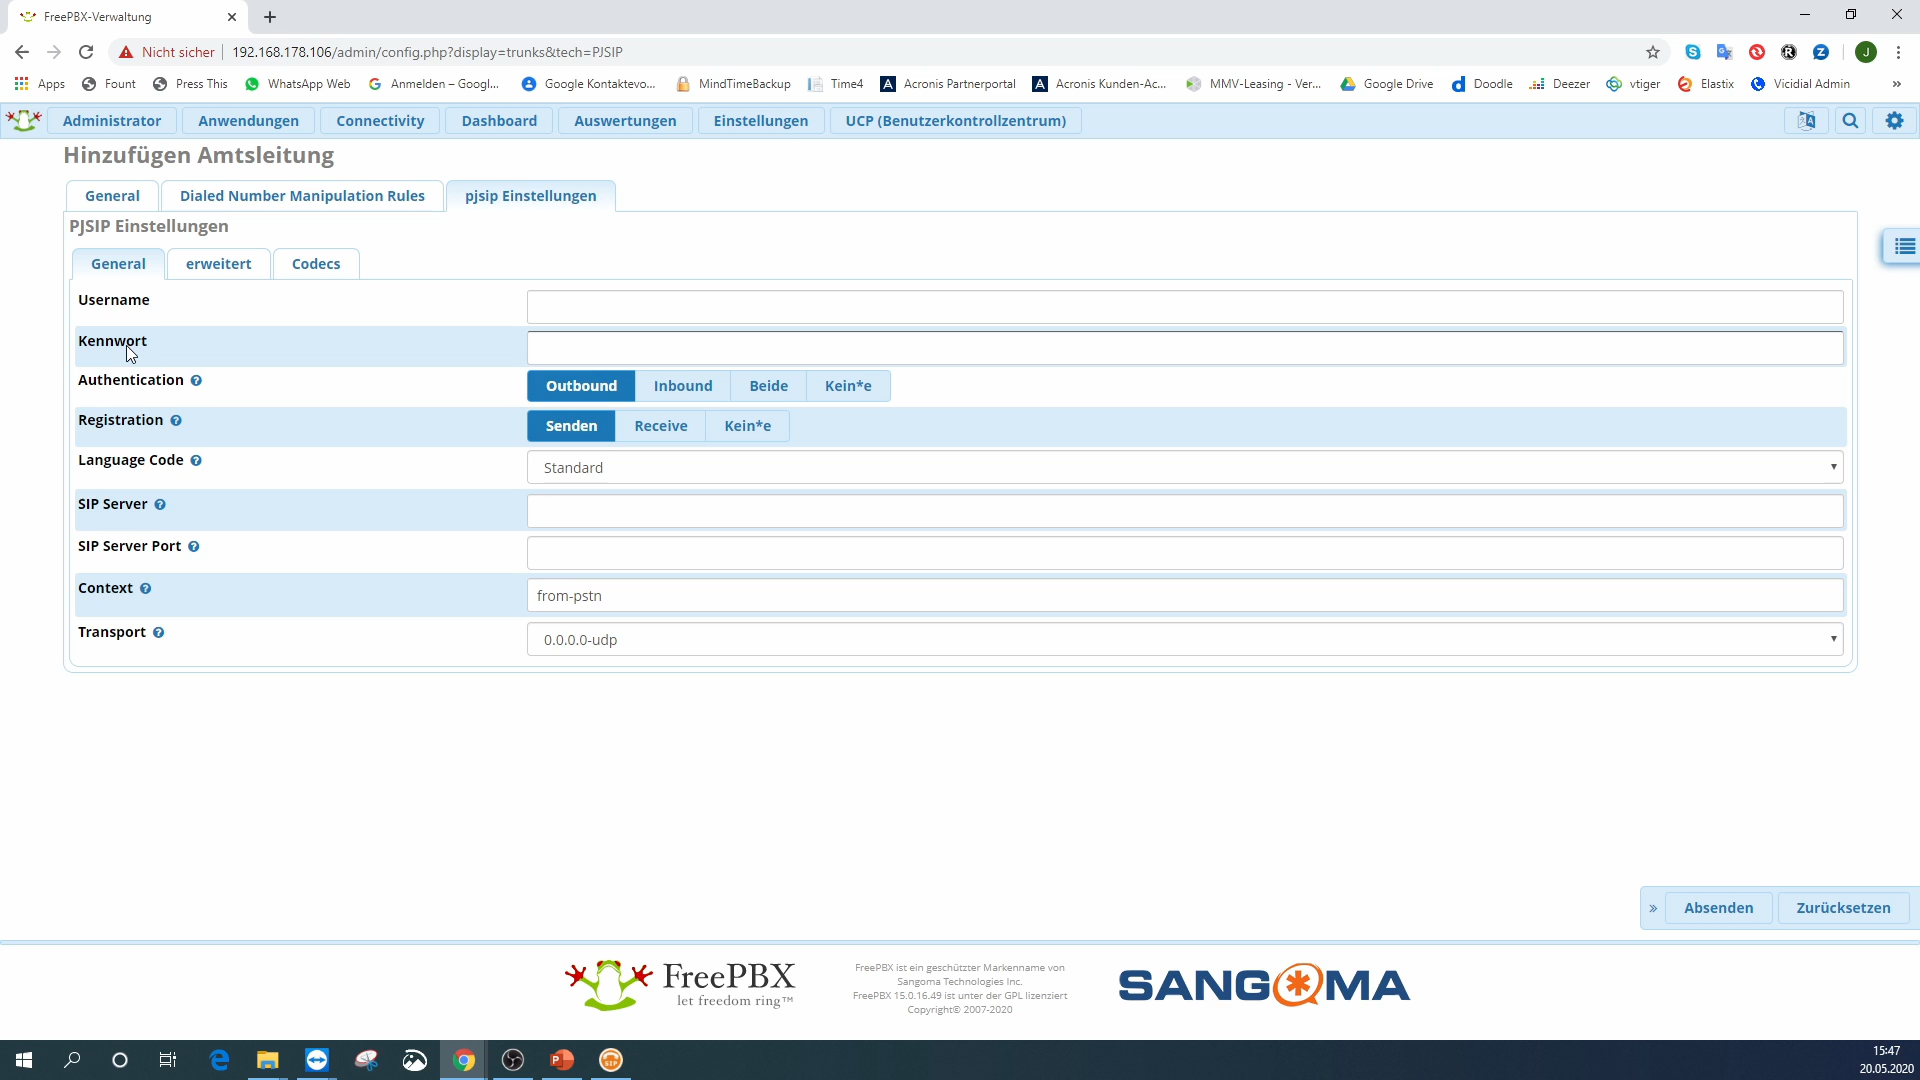 FreePBX-Verwaltung
Nicht sicher 192.168.178.106/admin/config.php?display=trunks&tech=PJSIP
Apps Fount Press This WhatsApp Web Anmelden – Googl... Google Kontaktevo... MindTimeBackup Time4 Acronis Partnerportal Acronis Kunden-Ac... MMV-Leasing - Ver... Google Drive Doodle Deezer vtiger Elastix Vicidial Admin »
Administrator Anwendungen Connectivity Dashboard Auswertungen Einstellungen UCP (Benutzerkontrollzentrum)
Hinzufügen Amtsleitung
General Dialed Number Manipulation Rules pjsip Einstellungen
PJSIP Einstellungen
General erweitert Codecs
Username
Kennwort
Authentication Outbound Inbound Beide Kein*e
Registration Senden Receive Kein*e
Language Code Standard
SIP Server
SIP Server Port
Context from-pstn
Transport 0.0.0.0-udp
» Absenden Zurücksetzen
FreePBX
let freedom ring™
FreePBX ist ein geschützter Markenname von
Sangoma Technologies Inc.
FreePBX 15.0.16.49 ist unter der GPL lizenziert
Copyright© 2007-2020
SANGOMA
15:47
20.05.2020